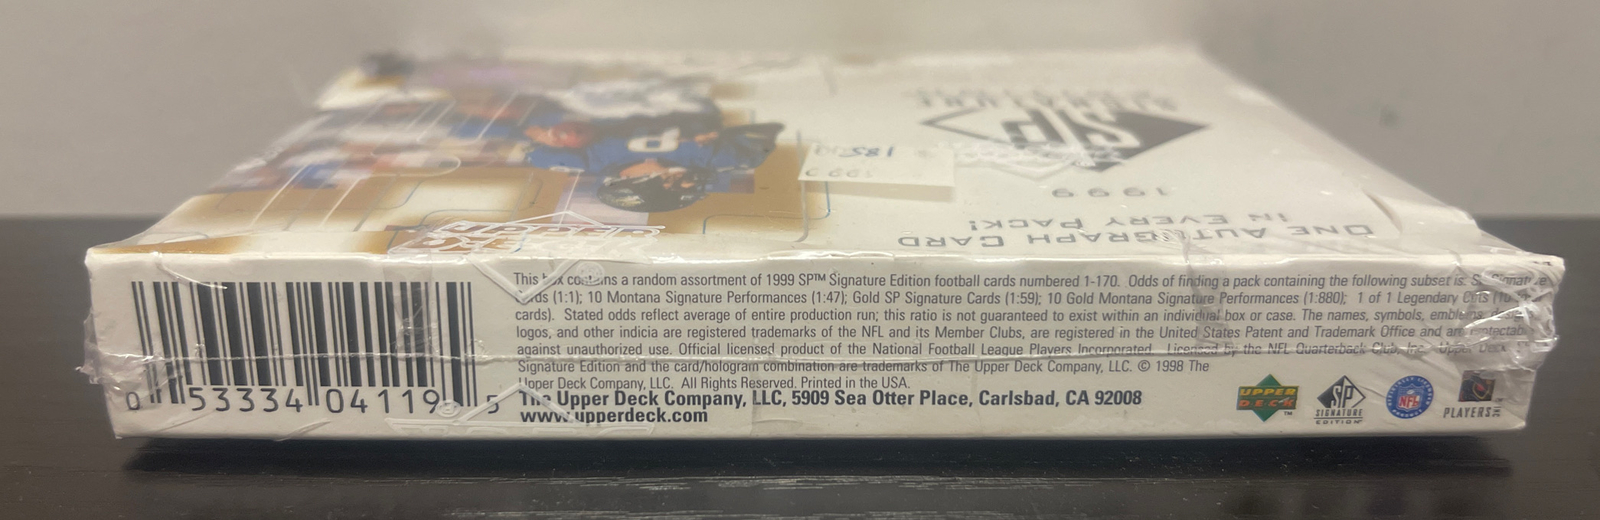 SIGNATURE
SP
1999
ONE AUTOGRAPH CARD
IN EVERY PACK!
This box contains a random assortment of 1999 SP™ Signature Edition football cards numbered 1-170. Odds of finding a pack containing the following subset is: SP Signature
Cards (1:1); 10 Montana Signature Performances (1:47); Gold SP Signature Cards (1:59); 10 Gold Montana Signature Performances (1:880); 1 of 1 Legendary Cuts
cards). Stated odds reflect average of entire production run; this ratio is not guaranteed to exist within an individual box or case. The names, symbols, emblems,
logos, and other indicia are registered trademarks of the NFL and its Member Clubs, are registered in the United States Patent and Trademark Office and are
against unauthorized use. Official licensed product of the National Football League Players Incorporated. Licensed by the NFL Quarterback Club, Inc. Upper Deck, SP
Signature Edition and the card/hologram combination are trademarks of The Upper Deck Company, LLC. © 1998 The
Upper Deck Company, LLC. All Rights Reserved. Printed in the USA.
The Upper Deck Company, LLC, 5909 Sea Otter Place, Carlsbad, CA 92008
www.upperdeck.com
0 53334 04119 5
UPPER DECK ™
SP SIGNATURE EDITION
NFL
PLAYERS INC